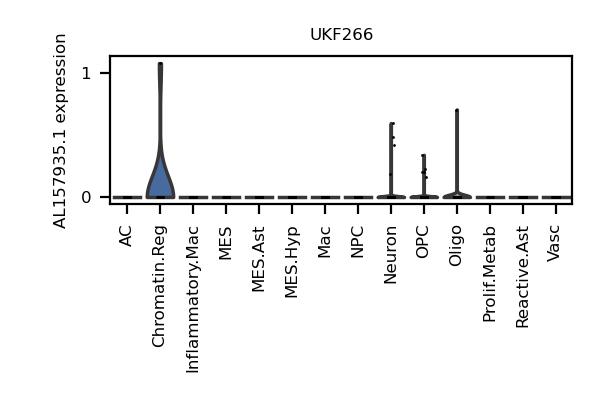 UKF266
AL157935.1 expression
1
0
AC
Chromatin.Reg
Inflammatory.Mac
MES
MES.Ast
MES.Hyp
Mac
NPC
Neuron
OPC
Oligo
Prolif.Metab
Reactive.Ast
Vasc